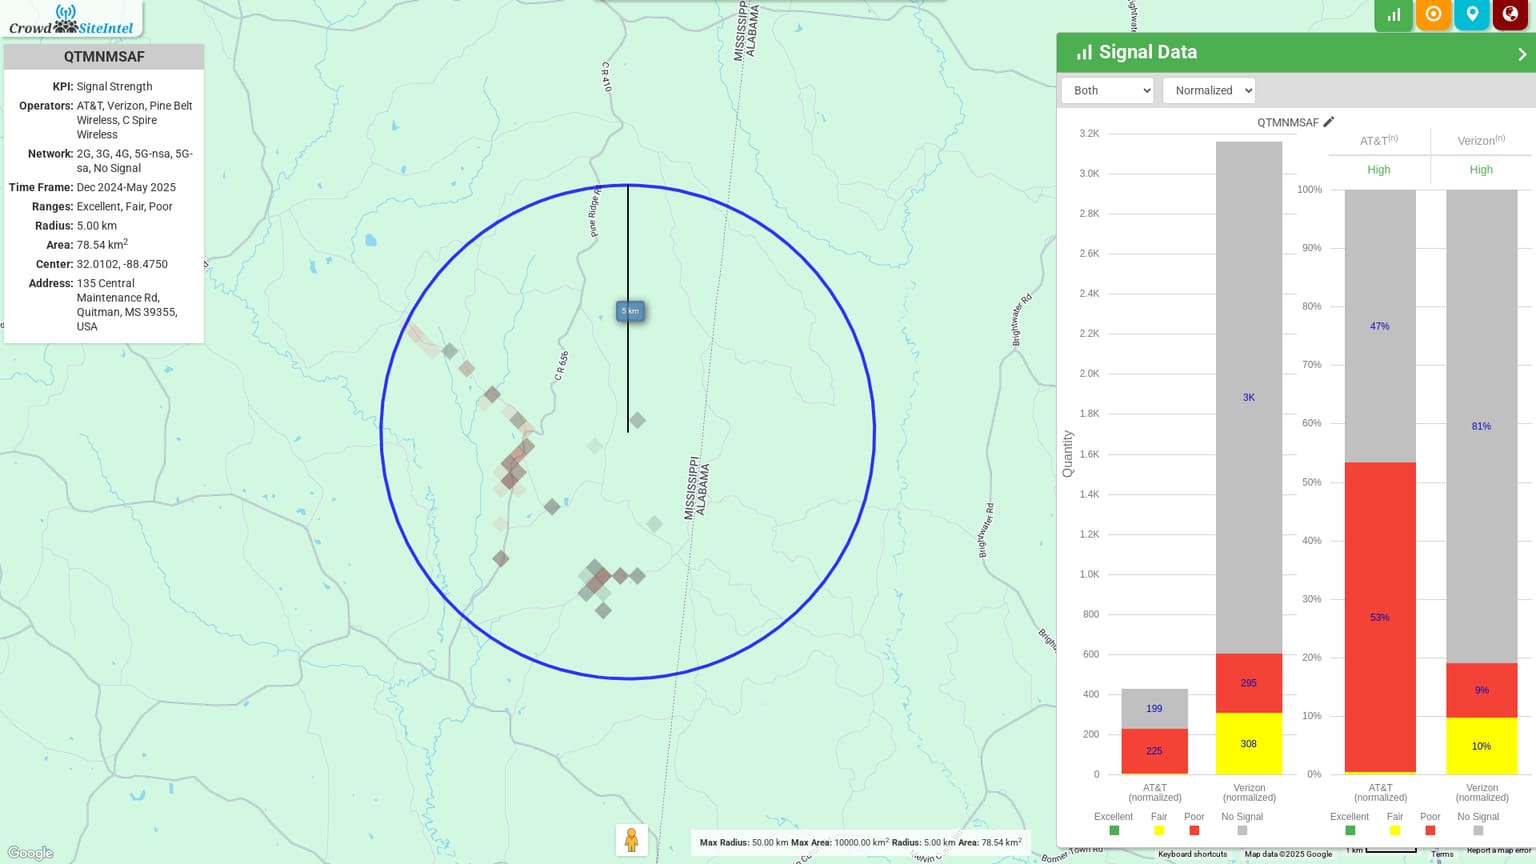 CrowdSiteIntel
QTMNMSAF
KPI: Signal Strength
Operators: AT&T, Verizon, Pine Belt
Wireless, C Spire
Wireless
Network: 2G, 3G, 4G, 5G-nsa, 5G-
sa, No Signal
Time Frame: Dec 2024-May 2025
Ranges: Excellent, Fair, Poor
Radius: 5.00 km
Area: 78.54 km2
Center: 32.0102, -88.4750
Address: 135 Central
Maintenance Rd,
Quitman, MS 39355,
USA
C R 410
MISSISSIPPI
ALABAMA
Pine Ridge Rd
5 km
C R 656
MISSISSIPPI
ALABAMA
Brightwater Rd
Brightwater Rd
Signal Data
Both
Normalized
QTMNMSAF
3.2K
3.0K
2.8K
2.6K
2.4K
2.2K
2.0K
1.8K
1.6K
1.4K
1.2K
1.0K
800
600
400
200
0
Quantity
199
225
3K
295
308
AT&T
(normalized)
Verizon
(normalized)
Excellent
Fair
Poor
No Signal
AT&T(n)
Verizon(n)
High
High
100%
90%
80%
70%
60%
50%
40%
30%
20%
10%
0%
47%
53%
81%
9%
10%
AT&T
(normalized)
Verizon
(normalized)
Excellent
Fair
Poor
No Signal
Google
Max Radius: 50.00 km Max Area: 10000.00 km2 Radius: 5.00 km Area: 78.54 km2
Bonner-Town Rd
Keyboard shortcuts
Map data ©2025 Google
1 km
Terms
Report a map error